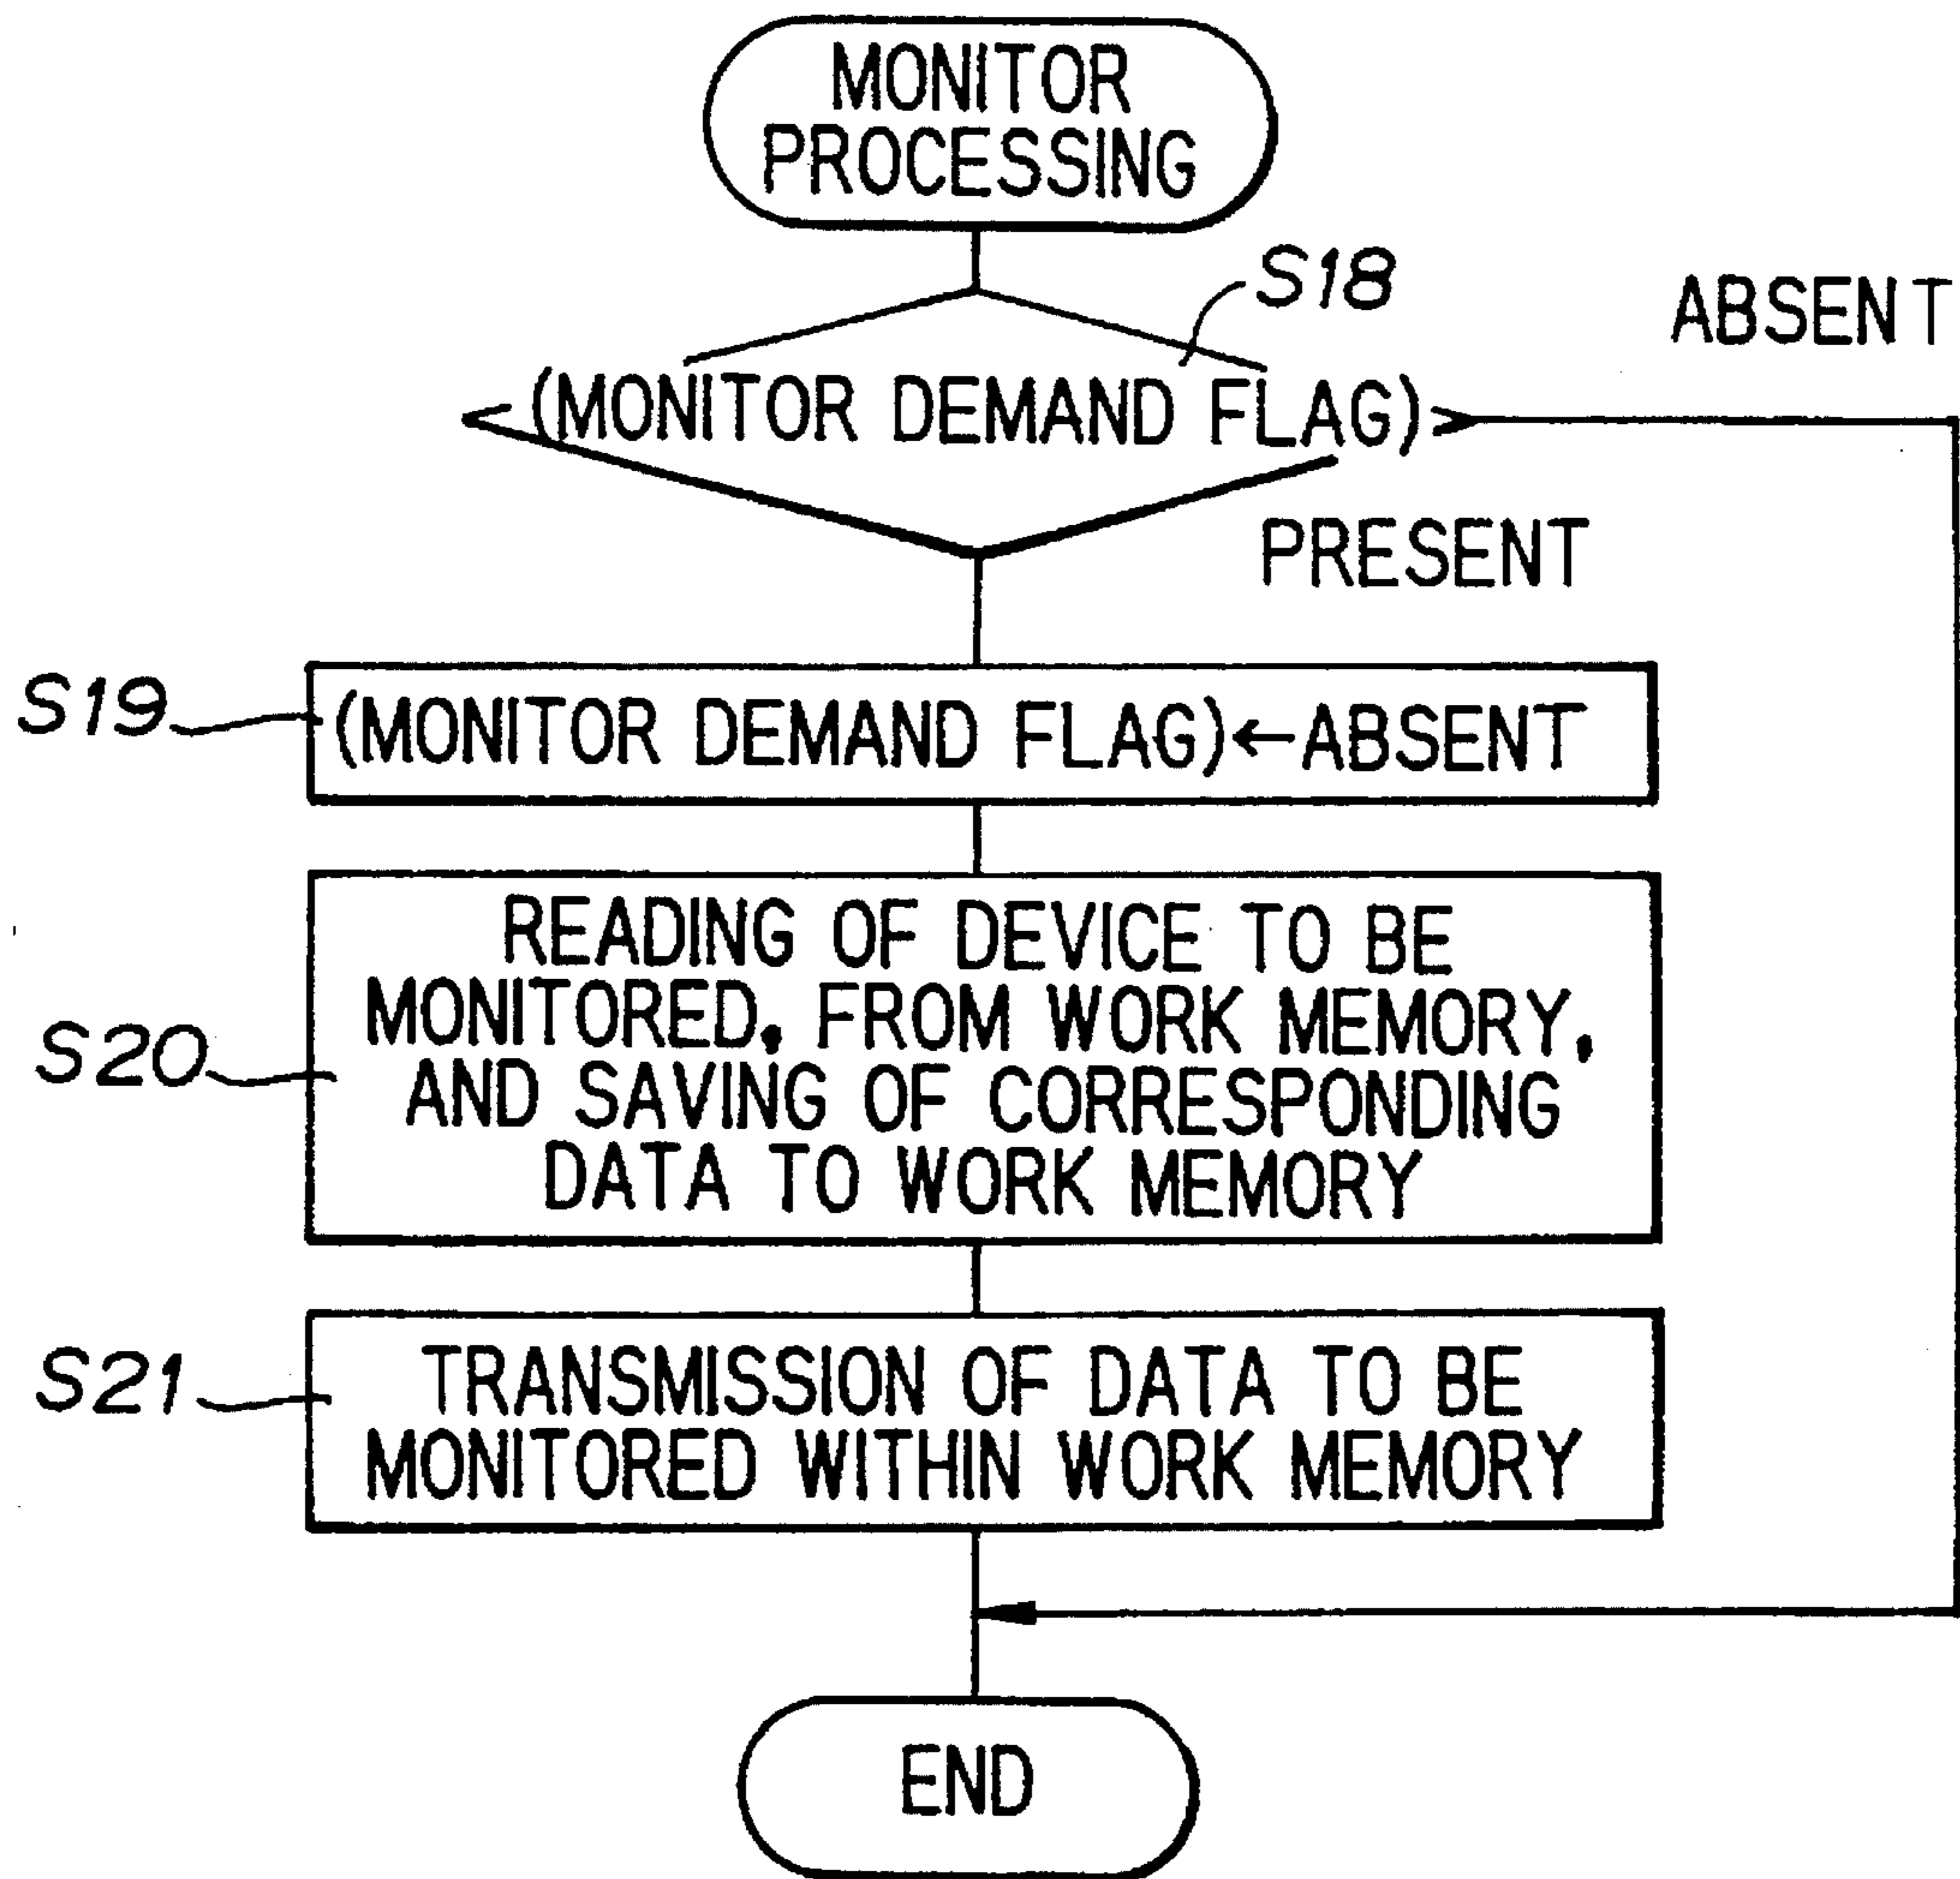 MONITOR
PROCESSING
S18
ABSENT
(MONITOR DEMAND FLAG)
PRESENT
S19
(MONITOR DEMAND FLAG)←ABSENT
READING OF DEVICE TO BE
MONITORED, FROM WORK MEMORY,
S20
AND SAVING OF CORRESPONDING
DATA TO WORK MEMORY
S21
TRANSMISSION OF DATA TO BE
MONITORED WITHIN WORK MEMORY
END